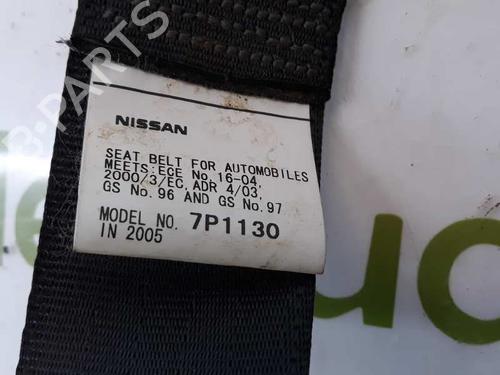 NISSAN
SEAT BELT FOR AUTOMOBILES
MEETS:ECE No.16-04,
2000/3/EC, ADR 4/03,
GS No.96 AND GS No.97
MODEL NO. 7P1130
IN 2005
B-PARTS